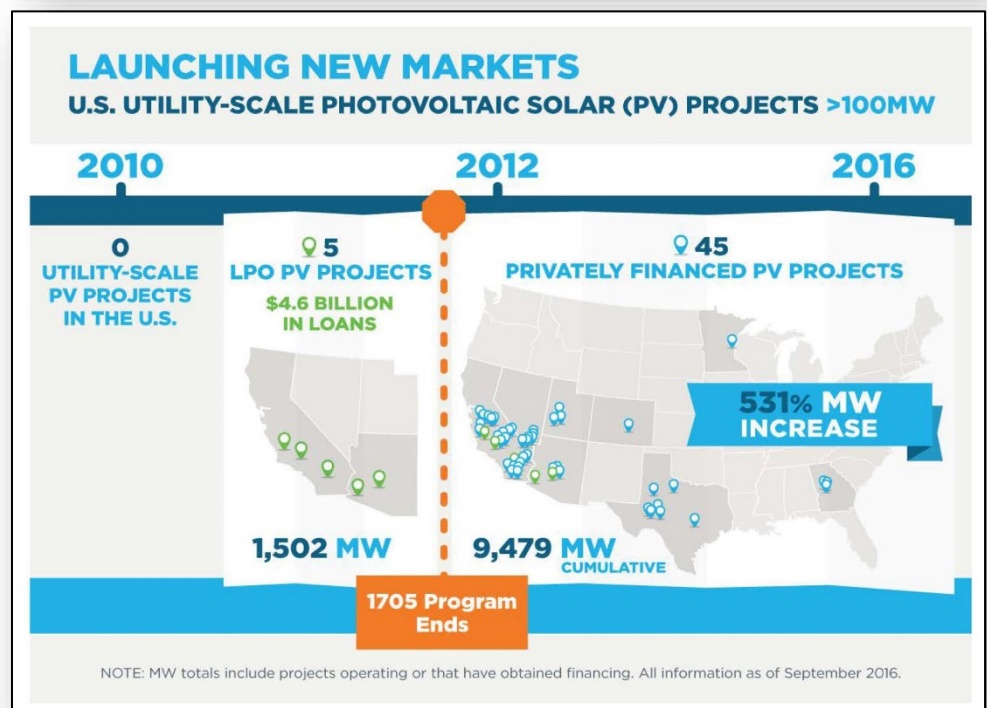 LAUNCHING NEW MARKETS
U.S. UTILITY-SCALE PHOTOVOLTAIC SOLAR (PV) PROJECTS >100MW
2010
2012
2016
0
UTILITY-SCALE
PV PROJECTS
IN THE U.S.
5
LPO PV PROJECTS
$4.6 BILLION
IN LOANS
1,502 MW
45
PRIVATELY FINANCED PV PROJECTS
531% MW
INCREASE
9,479 MW
CUMULATIVE
1705 Program
Ends
NOTE: MW totals include projects operating or that have obtained financing. All information as of September 2016.